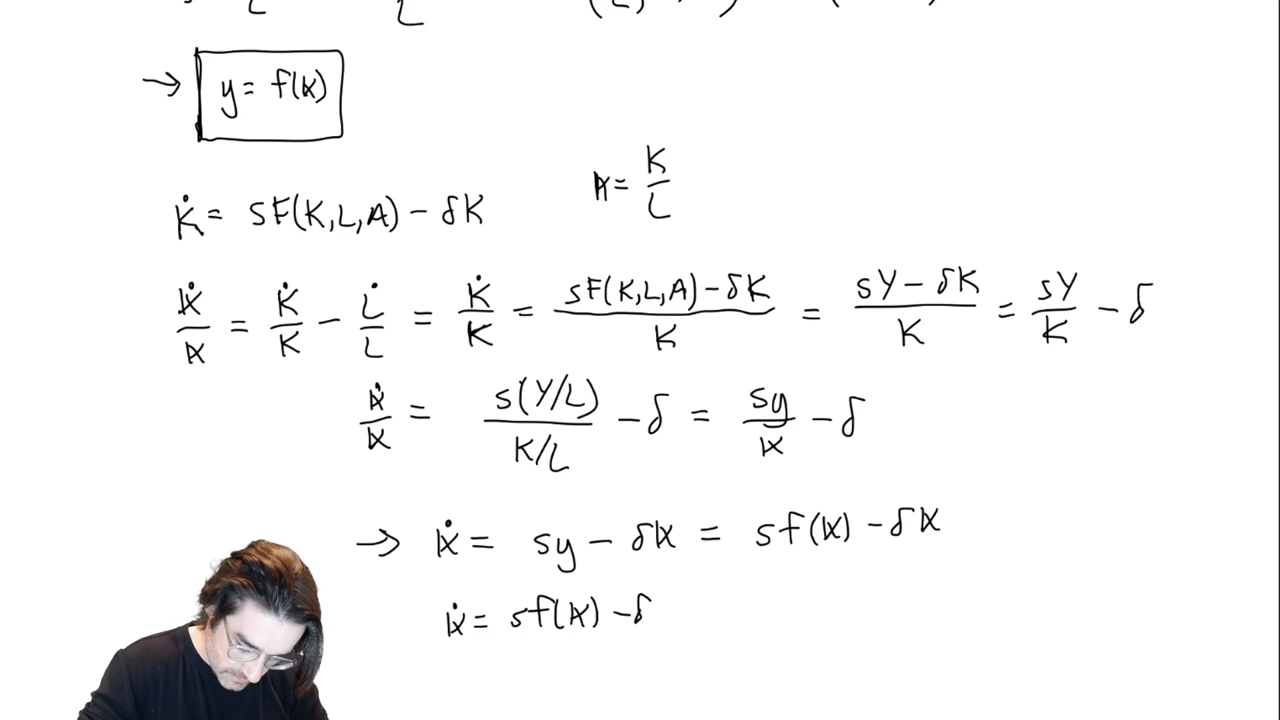 → y = f(k)
k = K/L
K̇ = sF(K,L,A) - δK
k̇/k = K̇/K - L̇/L = K̇/K = (sF(K,L,A) - δK)/K = (sY - δK)/K = sY/K - δ
k̇/k = s(Y/L)/(K/L) - δ = sy/k - δ
→ k̇ = sy - δk = sf(k) - δk
k̇ = sf(k) - δ